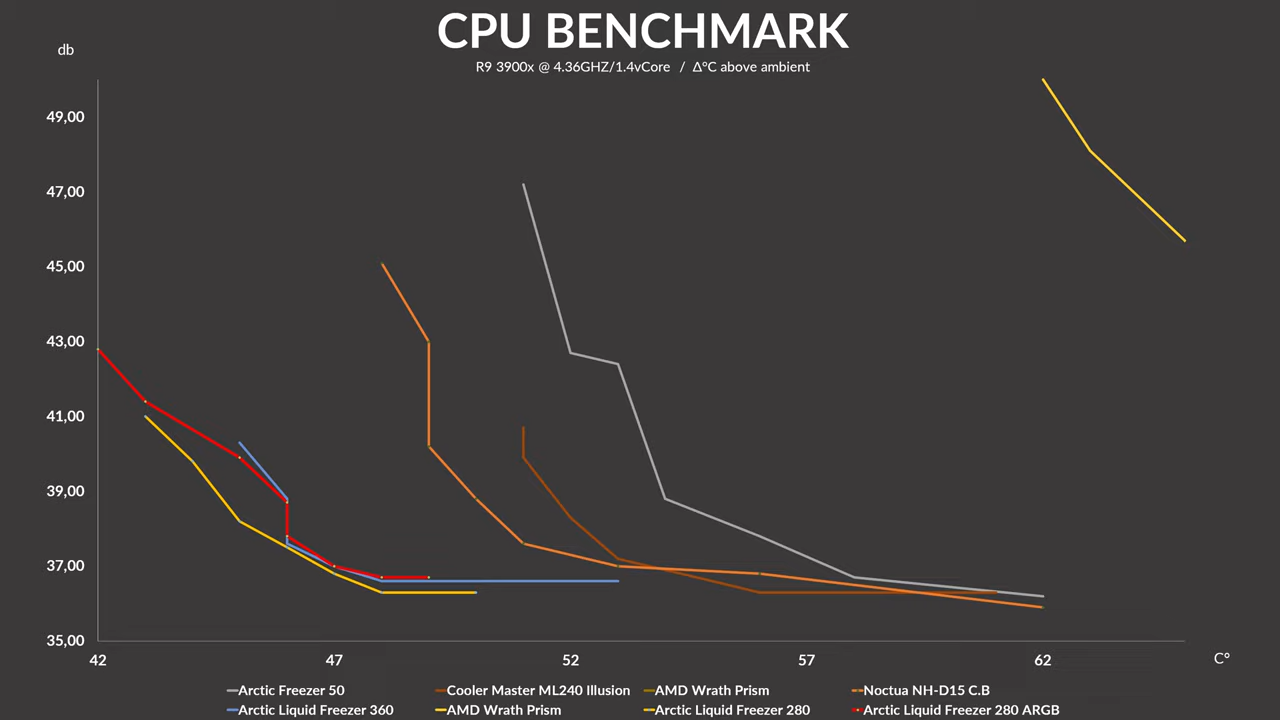 CPU BENCHMARK
db
R9 3900x @ 4.36GHZ/1.4vCore / Δ°C above ambient
49,00
47,00
45,00
43,00
41,00
39,00
37,00
35,00
42 47 52 57 62 C°
Arctic Freezer 50 Cooler Master ML240 Illusion AMD Wrath Prism Noctua NH-D15 C.B
Arctic Liquid Freezer 360 AMD Wrath Prism Arctic Liquid Freezer 280 Arctic Liquid Freezer 280 ARGB